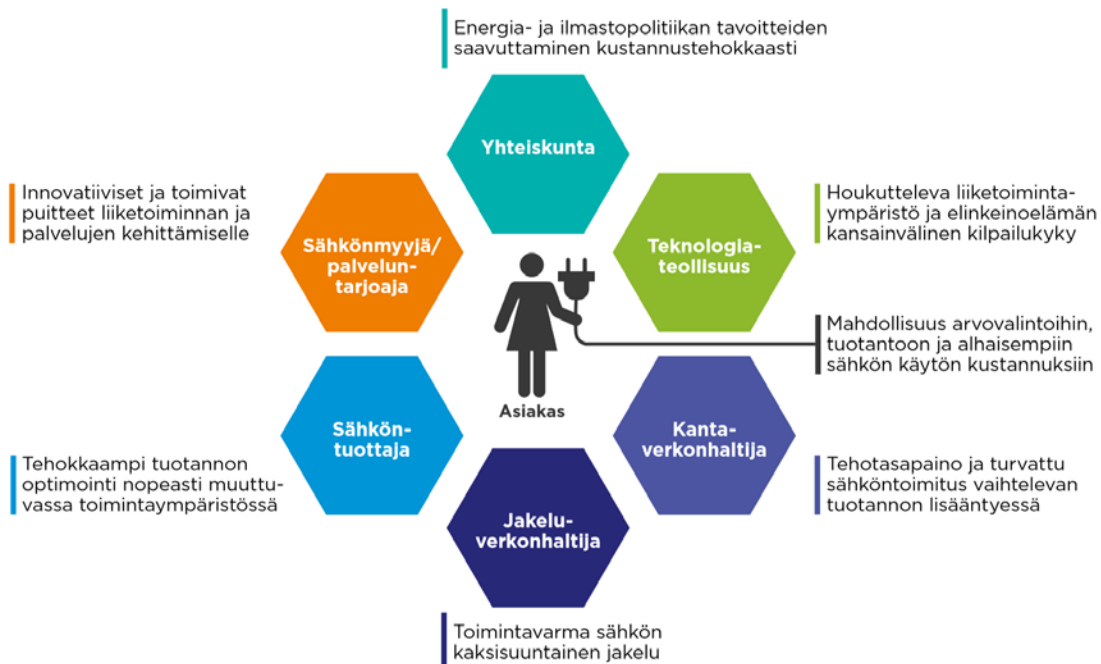 Energia- ja ilmastopolitiikan tavoitteiden
saavuttaminen kustannustehokkaasti
Yhteiskunta
Innovatiiviset ja toimivat
puitteet liiketoiminnan ja
palvelujen kehittämiselle
Sähkönmyyjä/
palvelun-
tarjoaja
Teknologia-
teollisuus
Houkutteleva liiketoiminta-
ympäristö ja elinkeinoelämän
kansainvälinen kilpailukyky
Mahdollisuus arvovalintoihin,
tuotantoon ja alhaisempiin
sähkön käytön kustannuksiin
Asiakas
Sähkön-
tuottaja
Tehokkaampi tuotannon
optimointi nopeasti muuttu-
vassa toimintaympäristössä
Kanta-
verkonhaltija
Tehotasapaino ja turvattu
sähköntoimitus vaihtelevan
tuotannon lisääntyessä
Jakelu-
verkonhaltija
Toimintavarma sähkön
kaksisuuntainen jakelu